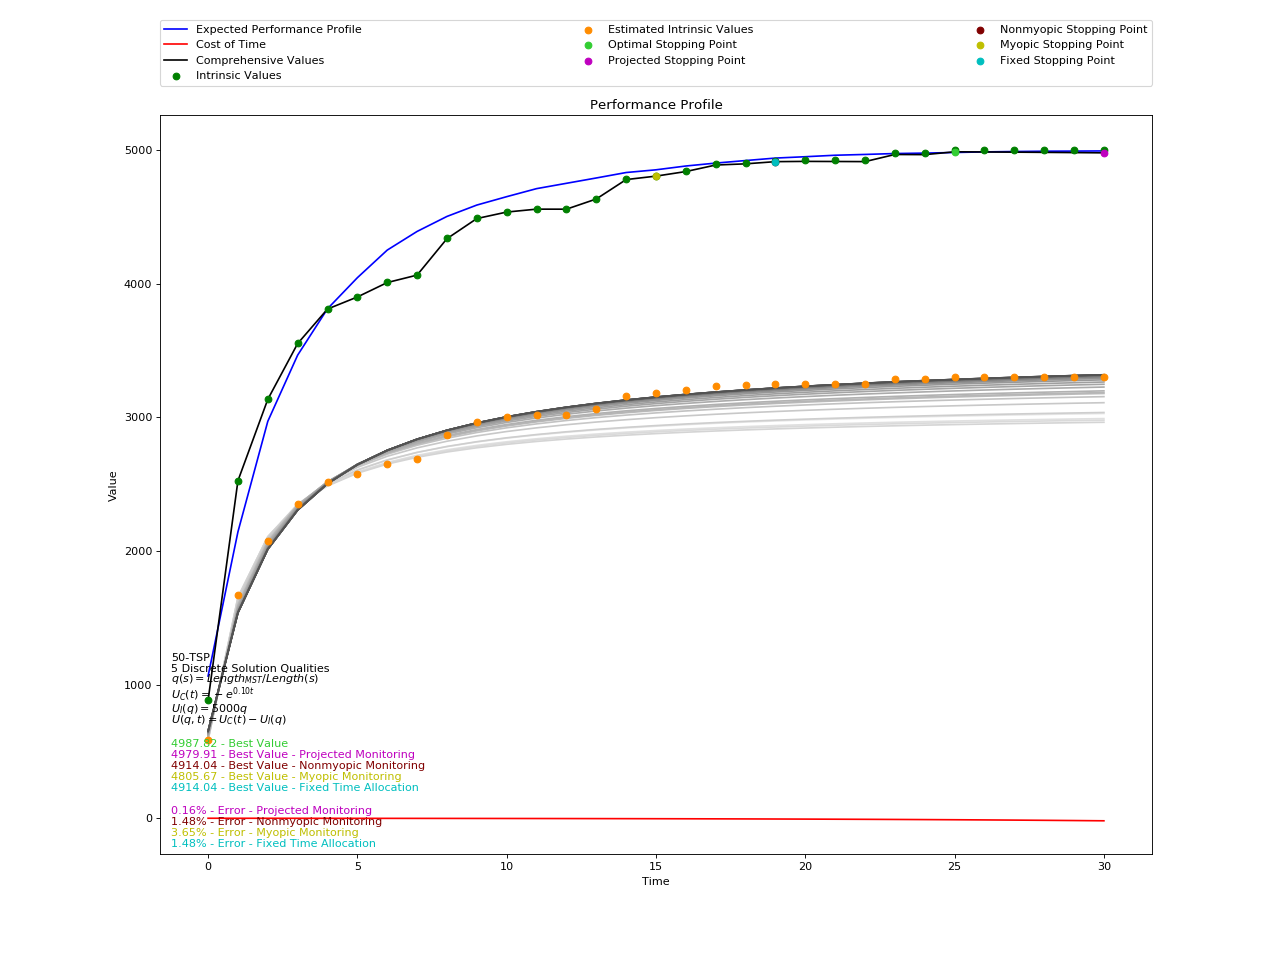 Expected Performance Profile
Cost of Time
Comprehensive Values
Intrinsic Values
Estimated Intrinsic Values
Optimal Stopping Point
Projected Stopping Point
Nonmyopic Stopping Point
Myopic Stopping Point
Fixed Stopping Point
Performance Profile
Value
5000
4000
3000
2000
1000
0
50-TSP
5 Discrete Solution Qualities
q(s) = Length_{MST}/Length(s)
U_C(t) = −e^{0.10t}
U_I(q) = 5000q
U(q, t) = U_C(t) − U_I(q)
4987.82 - Best Value
4979.91 - Best Value - Projected Monitoring
4914.04 - Best Value - Nonmyopic Monitoring
4805.67 - Best Value - Myopic Monitoring
4914.04 - Best Value - Fixed Time Allocation
0.16% - Error - Projected Monitoring
1.48% - Error - Nonmyopic Monitoring
3.65% - Error - Myopic Monitoring
1.48% - Error - Fixed Time Allocation
0 5 10 15 20 25 30
Time